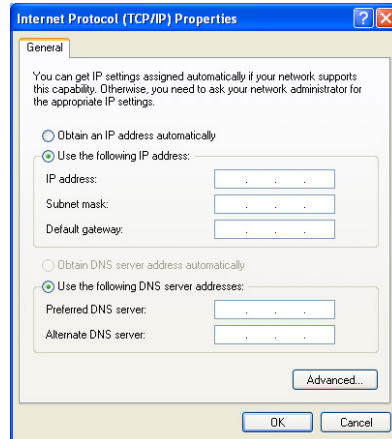 Internet Protocol (TCP/IP) Properties
General
You can get IP settings assigned automatically if your network supports
this capability. Otherwise, you need to ask your network administrator for
the appropriate IP settings.
Obtain an IP address automatically
Use the following IP address:
IP address:
Subnet mask:
Default gateway:
Obtain DNS server address automatically
Use the following DNS server addresses:
Preferred DNS server:
Alternate DNS server:
Advanced...
OK Cancel